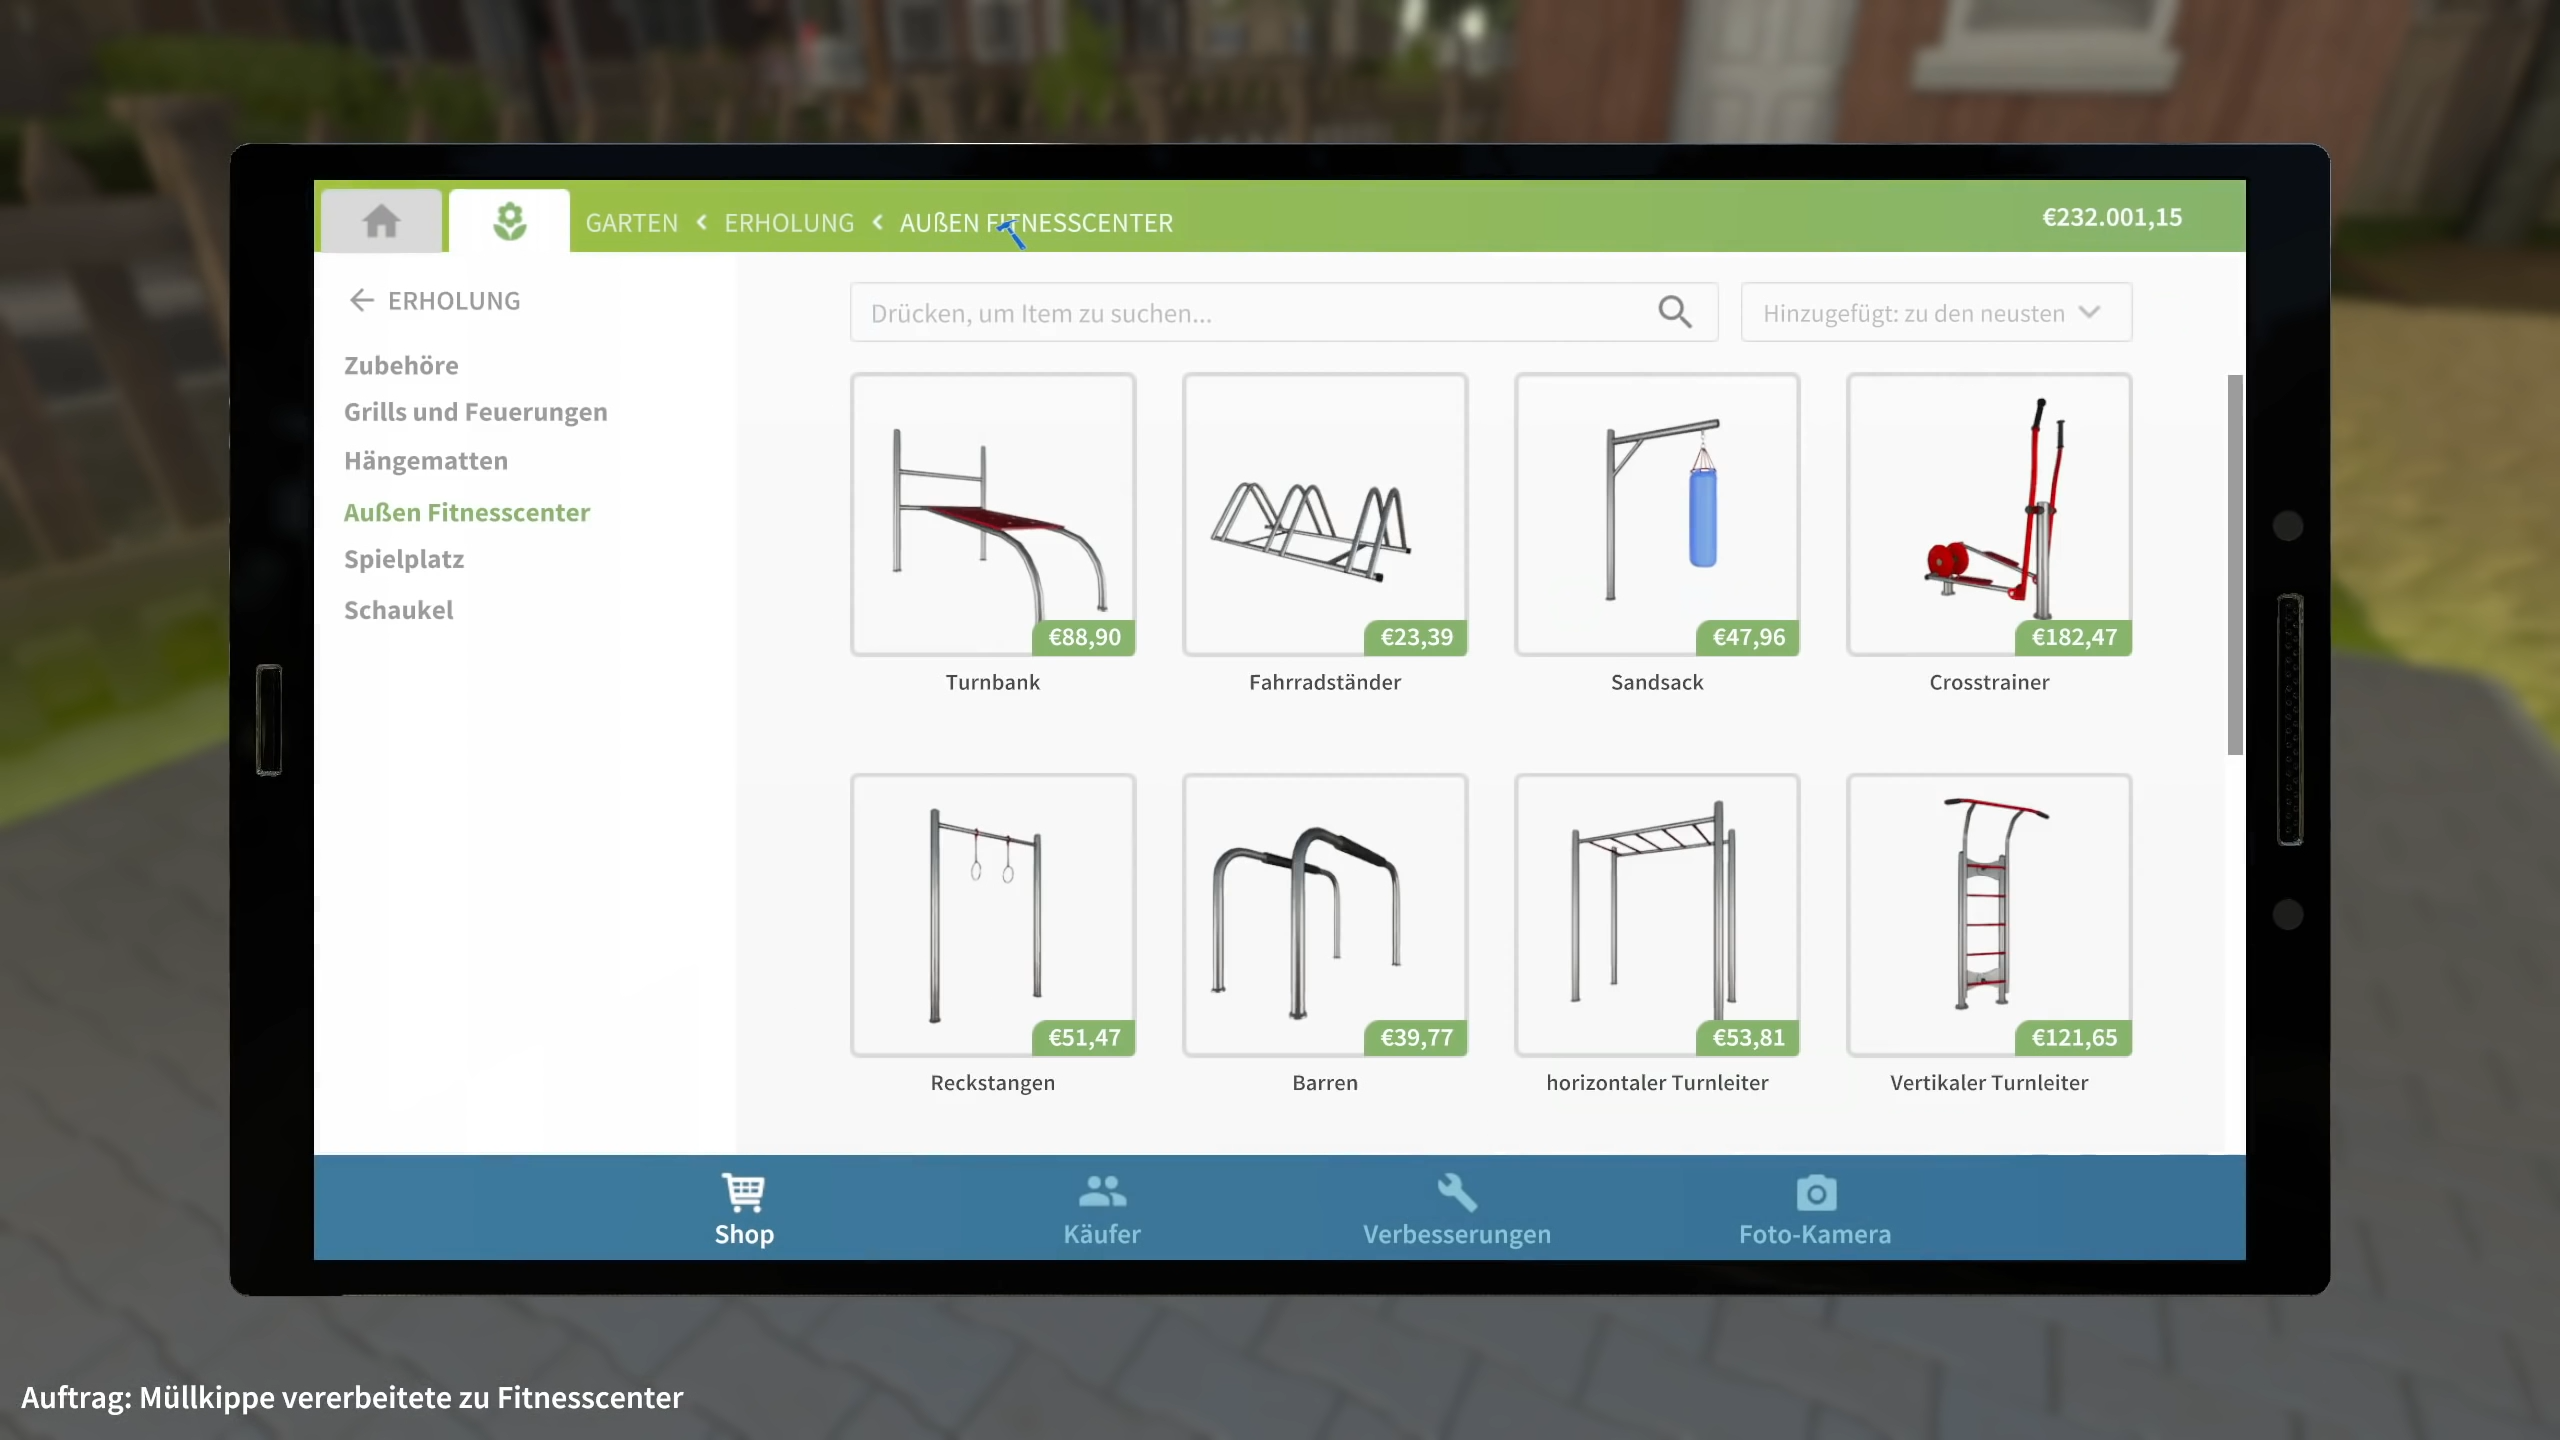 GARTEN < ERHOLUNG < AUßEN FITNESSCENTER
€232.001,15
ERHOLUNG
Zubehöre
Grills und Feuerungen
Hängematten
Außen Fitnesscenter
Spielplatz
Schaukel
Drücken, um Item zu suchen...
Hinzugefügt: zu den neusten
€88,90
€23,39
€47,96
€182,47
Turnbank
Fahrradständer
Sandsack
Crosstrainer
€51,47
€39,77
€53,81
€121,65
Reckstangen
Barren
horizontaler Turnleiter
Vertikaler Turnleiter
Shop
Käufer
Verbesserungen
Foto-Kamera
Auftrag: Müllkippe vererbeitete zu Fitnesscenter